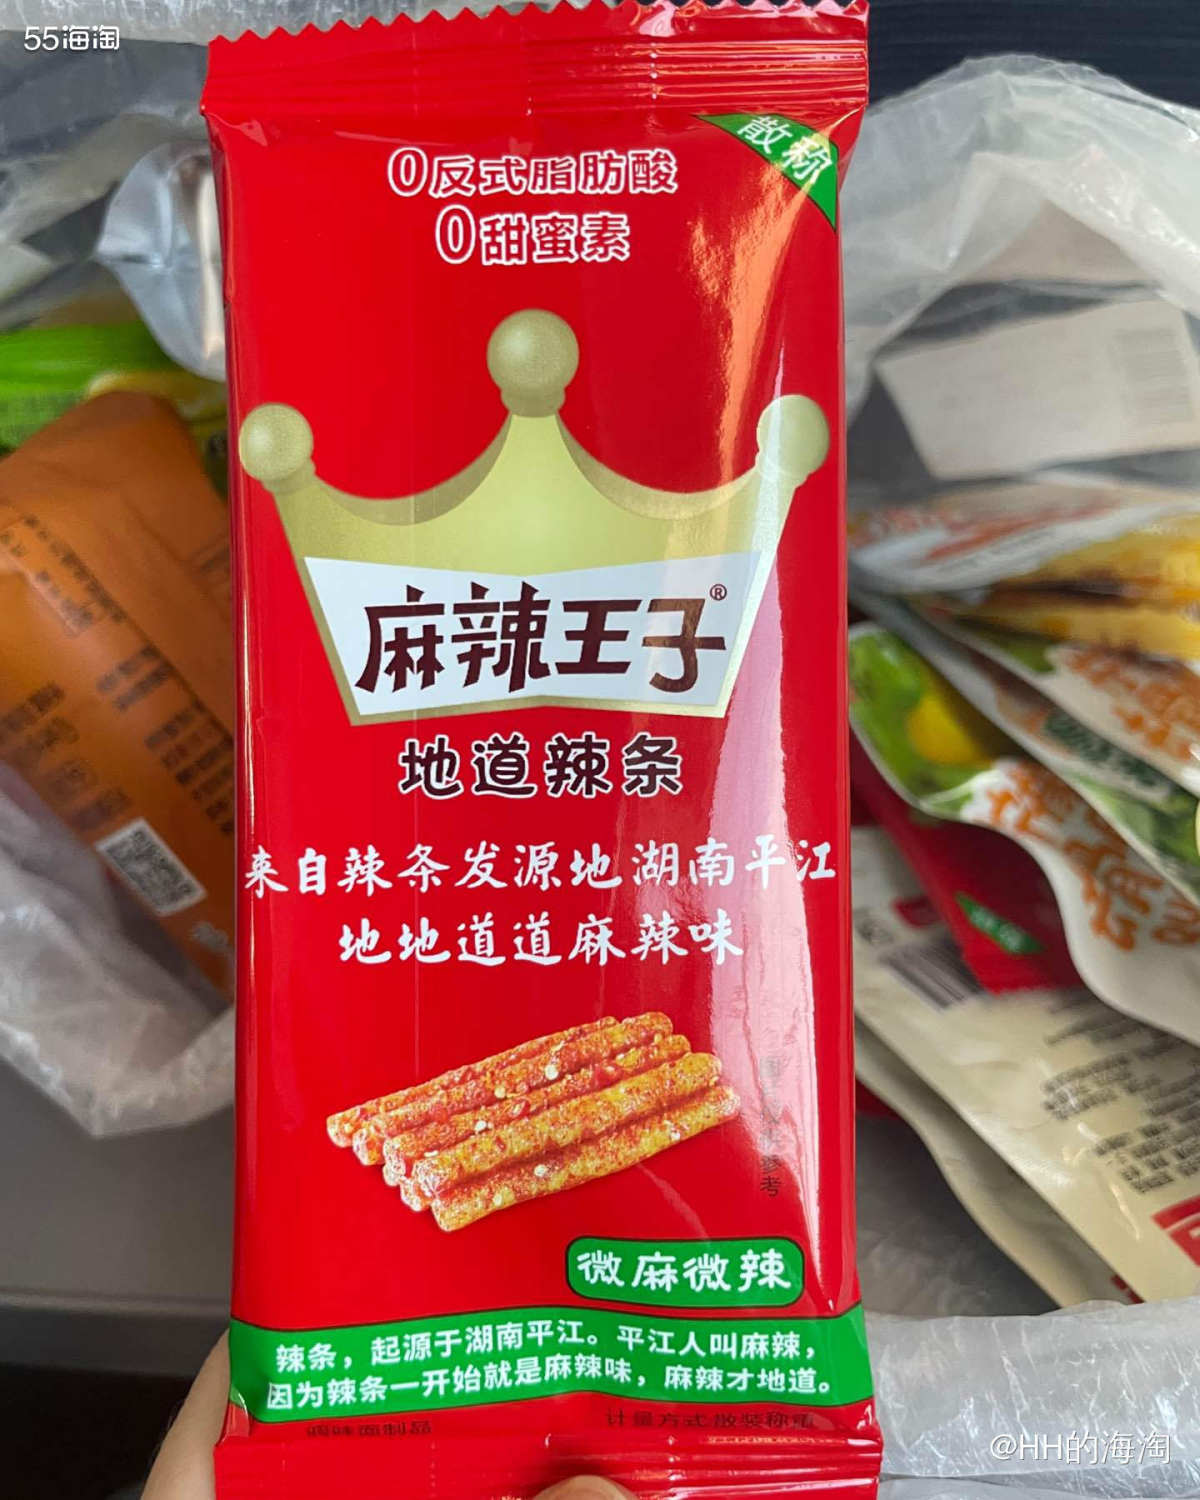 55海淘
散称
0反式脂肪酸
0甜蜜素
麻辣王子®
地道辣条
来自辣条发源地湖南平江
地地道道麻辣味
微麻微辣
辣条，起源于湖南平江。平江人叫麻辣，
因为辣条一开始就是麻辣味，麻辣才地道。
调味面制品
计量方式 散装称重
@HH的海淘